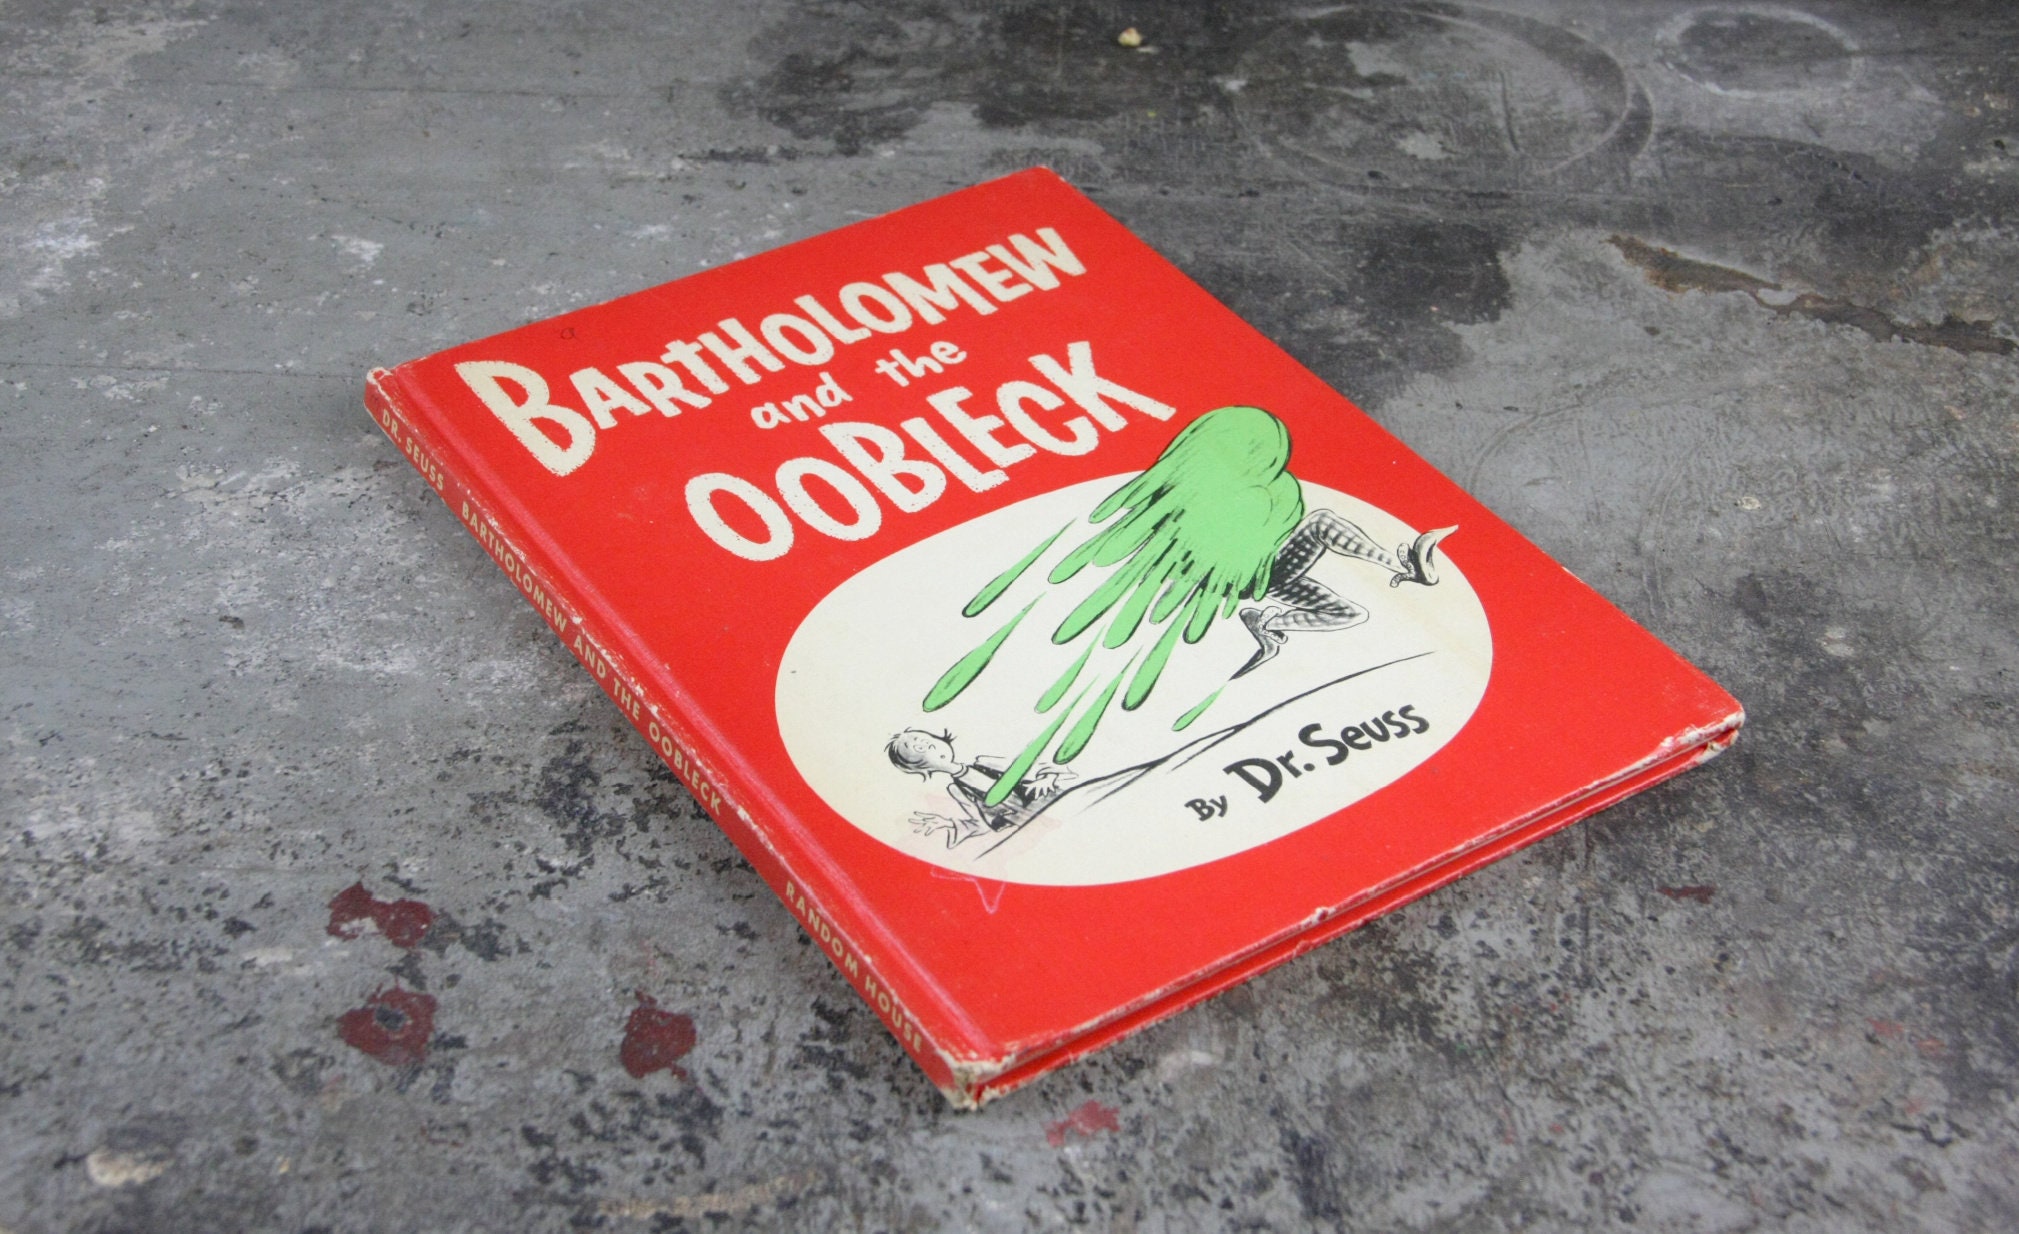 BARTHOLOMEW
and the
OOBLECK
By Dr. Seuss
DR. SEUSS BARTHOLOMEW AND THE OOBLECK RANDOM HOUSE